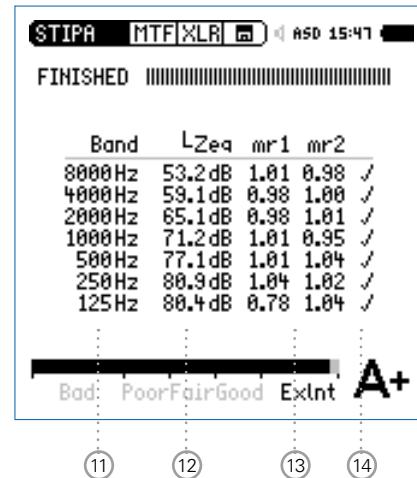 STIPA MTF XLR ASD 15:47
FINISHED
Band LZeq mr1 mr2
8000Hz 53.2dB 1.01 0.98 ✓
4000Hz 59.1dB 0.98 1.00 ✓
2000Hz 65.1dB 0.98 1.01 ✓
1000Hz 71.2dB 1.01 0.95 ✓
500Hz 77.1dB 1.01 1.04 ✓
250Hz 80.9dB 1.04 1.02 ✓
125Hz 80.4dB 0.78 1.04 ✓
Bad PoorFairGood Exlnt A+
11 12 13 14